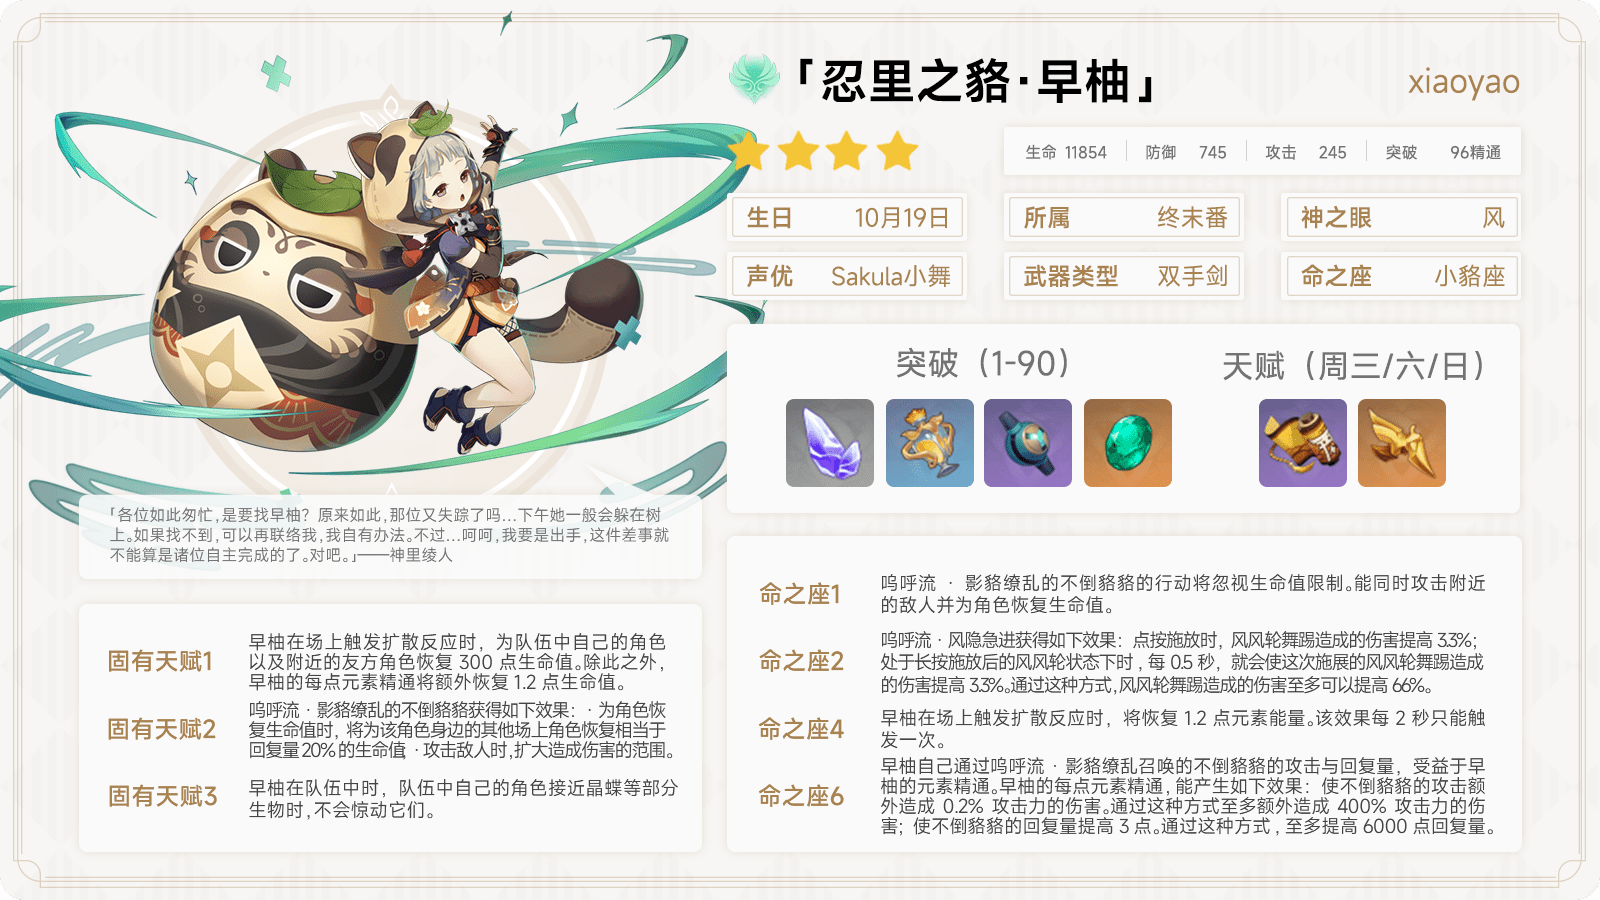 「忍里之貉·早柚」
xiaoyao
生命 11854 防御 745 攻击 245 突破 96精通
生日 10月19日
所属 终末番
神之眼 风
声优 Sakula小舞
武器类型 双手剑
命之座 小貉座
突破（1-90）
天赋（周三/六/日）
「各位如此匆忙,是要找早柚？原来如此,那位又失踪了吗...下午她一般会躲在树
上。如果找不到,可以再联络我,我自有办法。不过...呵呵,我要是出手,这件差事就
不能算是诸位自主完成的了。对吧。」——神里绫人
固有天赋1
早柚在场上触发扩散反应时，为队伍中自己的角色
以及附近的友方角色恢复 300 点生命值。除此之外，
早柚的每点元素精通将额外恢复 1.2 点生命值。
固有天赋2
呜呼流 · 影貉缭乱的不倒貉貉获得如下效果：· 为角色恢
复生命值时，将为该角色身边的其他场上角色恢复相当于
回复量20%的生命值 · 攻击敌人时,扩大造成伤害的范围。
固有天赋3
早柚在队伍中时，队伍中自己的角色接近晶蝶等部分
生物时,不会惊动它们。
命之座1
呜呼流 · 影貉缭乱的不倒貉貉的行动将忽视生命值限制。能同时攻击附近
的敌人并为角色恢复生命值。
命之座2
呜呼流 · 风隐急进获得如下效果：点按施放时，风风轮舞踢造成的伤害提高 3.3%；
处于长按施放后的风风轮状态下时，每 0.5 秒，就会使这次施展的风风轮舞踢造成
的伤害提高 3.3%。通过这种方式,风风轮舞踢造成的伤害至多可以提高 66%。
命之座4
早柚在场上触发扩散反应时，将恢复 1.2 点元素能量。该效果每 2 秒只能触
发一次。
命之座6
早柚自己通过呜呼流 · 影貉缭乱召唤的不倒貉貉的攻击与回复量，受益于早
柚的元素精通。早柚的每点元素精通,能产生如下效果：使不倒貉貉的攻击额
外造成 0.2% 攻击力的伤害。通过这种方式至多额外造成 400% 攻击力的伤
害；使不倒貉貉的回复量提高 3 点。通过这种方式，至多提高 6000 点回复量。